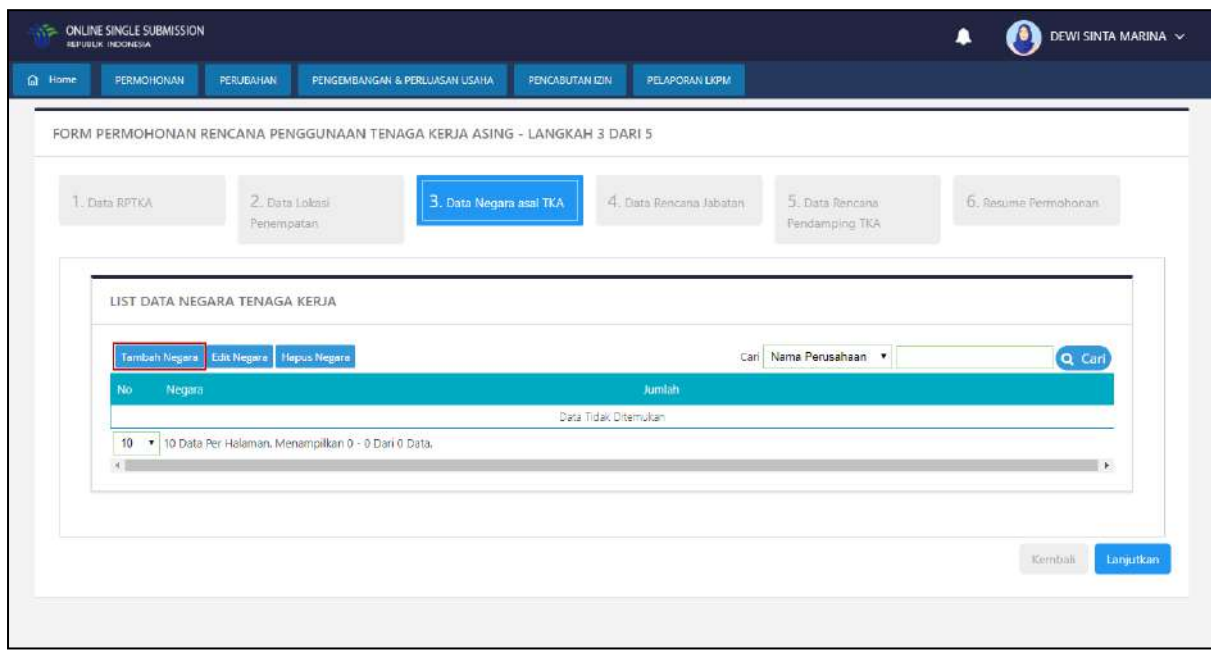 ONLINE SINGLE SUBMISSION
REPUBLIK INDONESIA
DEWI SINTA MARINA
Home PERMOHONAN PERUBAHAN PENGEMBANGAN & PERLUASAN USAHA PENCABUTAN IZIN PELAPORAN LKPM
FORM PERMOHONAN RENCANA PENGGUNAAN TENAGA KERJA ASING - LANGKAH 3 DARI 5
1. Data RPTKA
2. Data Lokasi
Penempatan
3. Data Negara asal TKA
4. Data Rencana Jabatan
5. Data Rencana
Pendamping TKA
6. Resume Permohonan
LIST DATA NEGARA TENAGA KERJA
Tambah Negara Edit Negara Hapus Negara Cari Nama Perusahaan Cari
No Negara Jumlah
Data Tidak Ditemukan
10 10 Data Per Halaman. Menampilkan 0 - 0 Dari 0 Data.
Kembali Lanjutkan